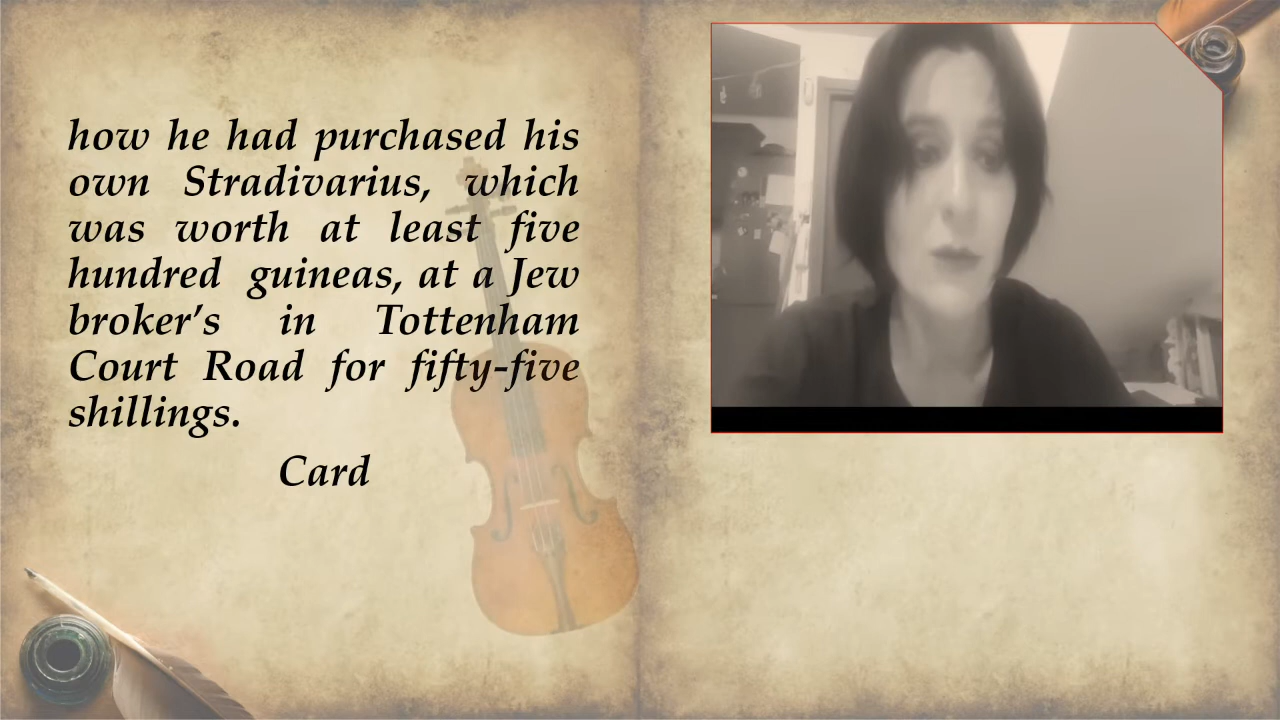 how he had purchased his
own Stradivarius, which
was worth at least five
hundred guineas, at a Jew
broker's in Tottenham
Court Road for fifty-five
shillings.
Card